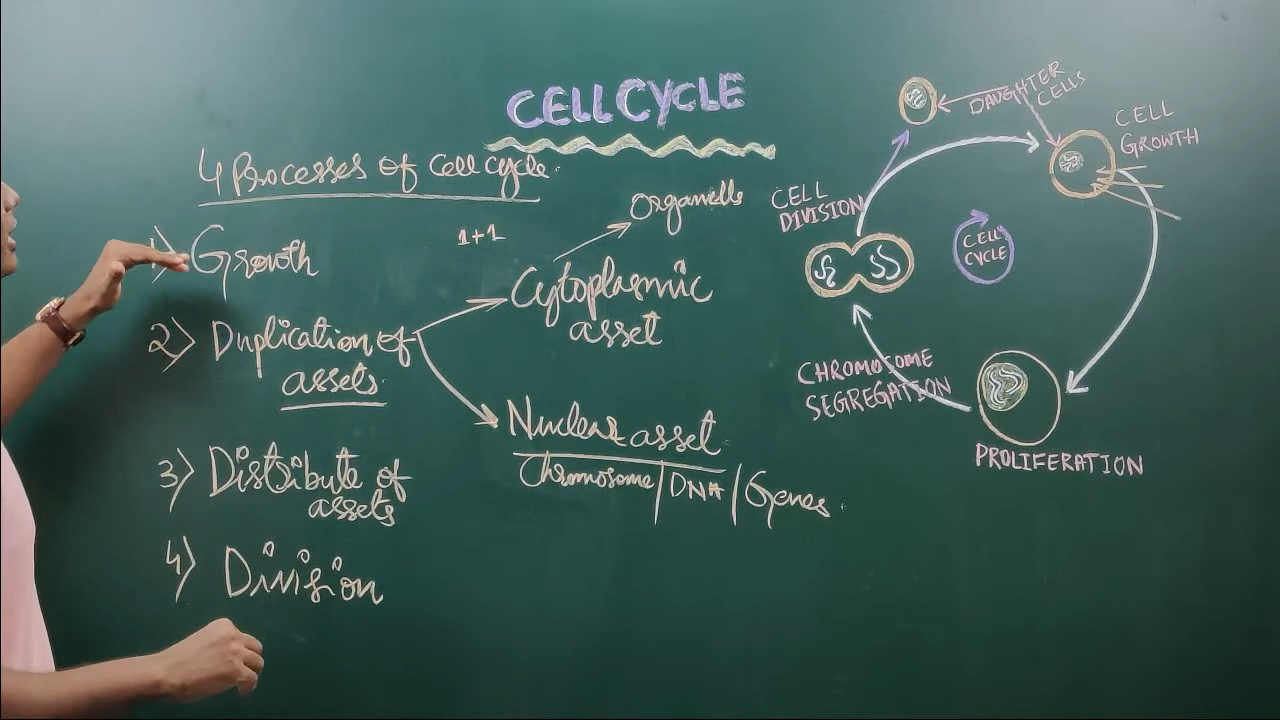 CELL CYCLE
4 Processes of Cell cycle.
1) Growth
1+1
2) Duplication of
assets
Cytoplasmic
asset
Organelle
Nuclear asset
Chromosome/DNA/Genes
3) Distribute of
assets
4) Division
DAUGHTER
CELLS
CELL
GROWTH
CELL
DIVISION
CELL
CYCLE
CHROMOSOME
SEGREGATION
PROLIFERATION